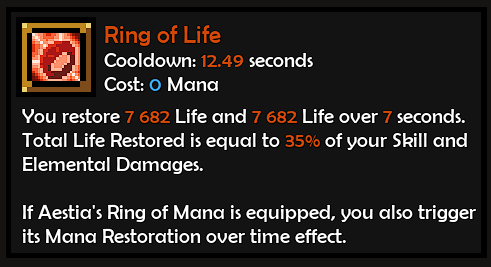 Ring of Life
Cooldown: 12.49 seconds
Cost: 0 Mana
You restore 7 682 Life and 7 682 Life over 7 seconds.
Total Life Restored is equal to 35% of your Skill and
Elemental Damages.
If Aestia's Ring of Mana is equipped, you also trigger
its Mana Restoration over time effect.